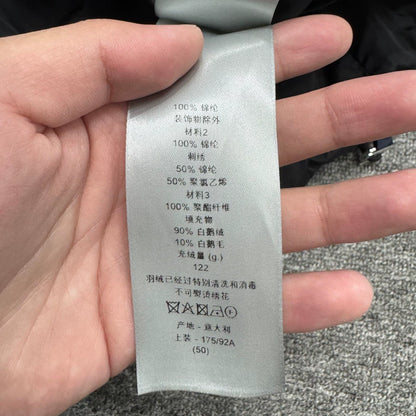 100% 锦纶
装饰物除外
材料2
100% 锦纶
刺绣
50% 锦纶
50% 聚氯乙烯
材料3
100% 聚酯纤维
填充物
90% 白鹅绒
10% 白鹅毛
充绒量 (g.)
122
羽绒已经过特别清洗和消毒
不可熨烫绣花
产地 - 意大利
上装 - 175/92A
(50)